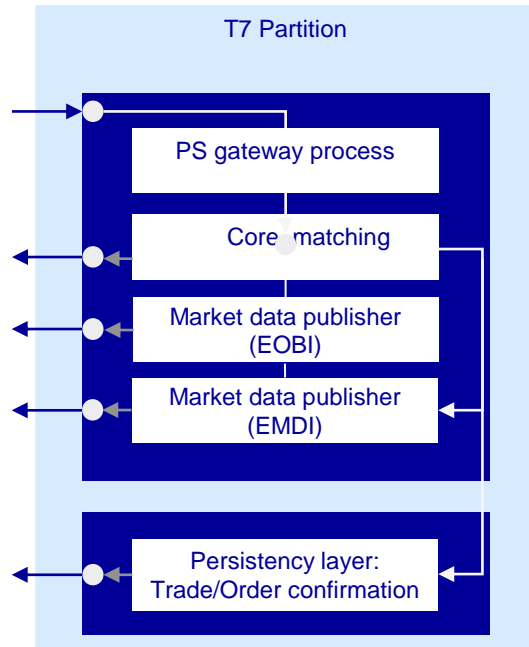 T7 Partition
PS gateway process
Core matching
Market data publisher
(EOBI)
Market data publisher
(EMDI)
Persistency layer:
Trade/Order confirmation